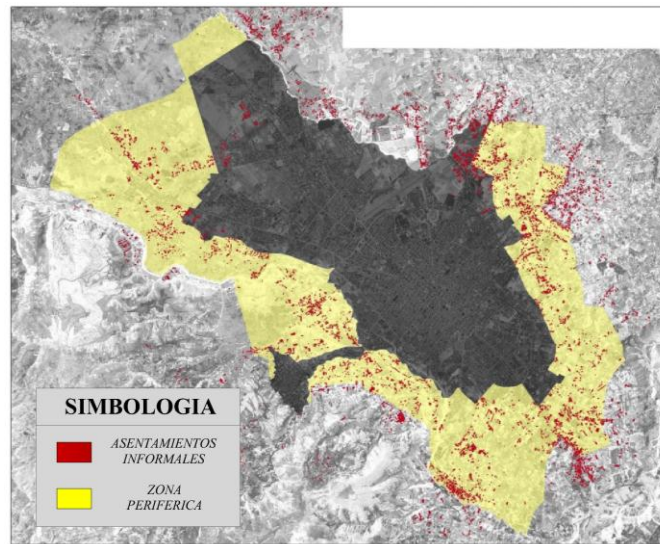 SIMBOLOGIA
ASENTAMIENTOS
INFORMALES
ZONA
PERIFERICA